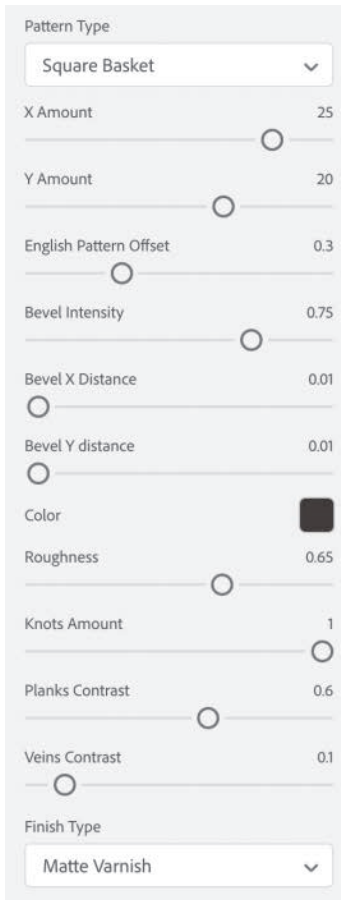 Pattern Type
Square Basket
X Amount 25
Y Amount 20
English Pattern Offset 0.3
Bevel Intensity 0.75
Bevel X Distance 0.01
Bevel Y distance 0.01
Color
Roughness 0.65
Knots Amount 1
Planks Contrast 0.6
Veins Contrast 0.1
Finish Type
Matte Varnish